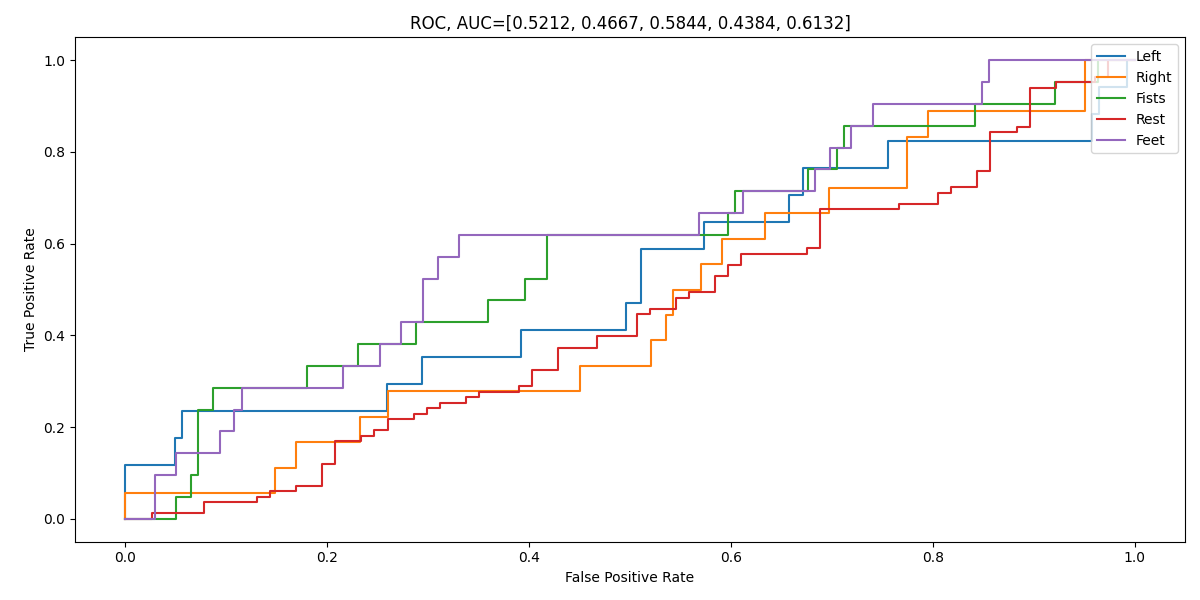 ROC, AUC=[0.5212, 0.4667, 0.5844, 0.4384, 0.6132]
True Positive Rate
1.0
0.8
0.6
0.4
0.2
0.0
Left
Right
Fists
Rest
Feet
0.0 0.2 0.4 0.6 0.8 1.0
False Positive Rate